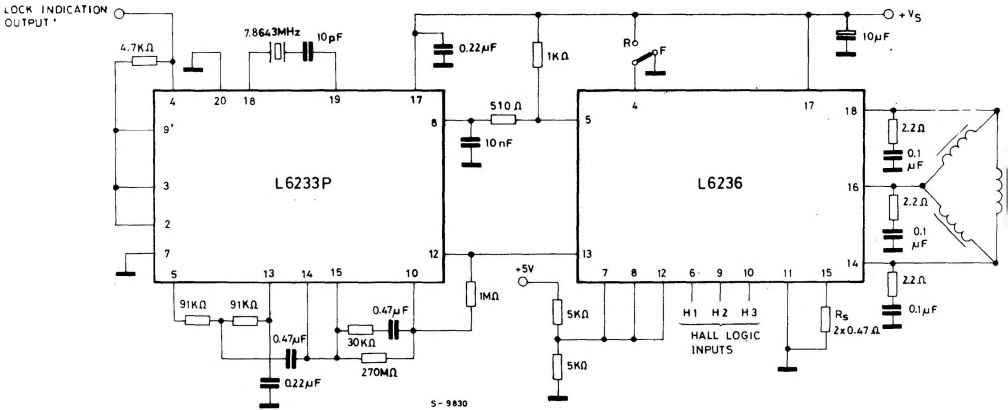 LOCK INDICATION
OUTPUT'
4.7KΩ
7.8643MHz
10pF
0.22µF
1KΩ
R
F
+VS
10µF
4
20
18
19
17
4
17
9'
3
2
7
8
510Ω
10nF
5
L6233P
L6236
18
16
14
2.2Ω
0.1
µF
2.2Ω
0.1
µF
2.2Ω
0.1µF
12
13
5
13
14
15
10
+5V
7
8
12
6
9
10
11
15
91KΩ
91KΩ
0.47µF
30KΩ
0.47µF
270MΩ
0.22µF
1MΩ
5KΩ
5KΩ
H1
H2
H3
HALL LOGIC
INPUTS
RS
2x0.47Ω
S-9830